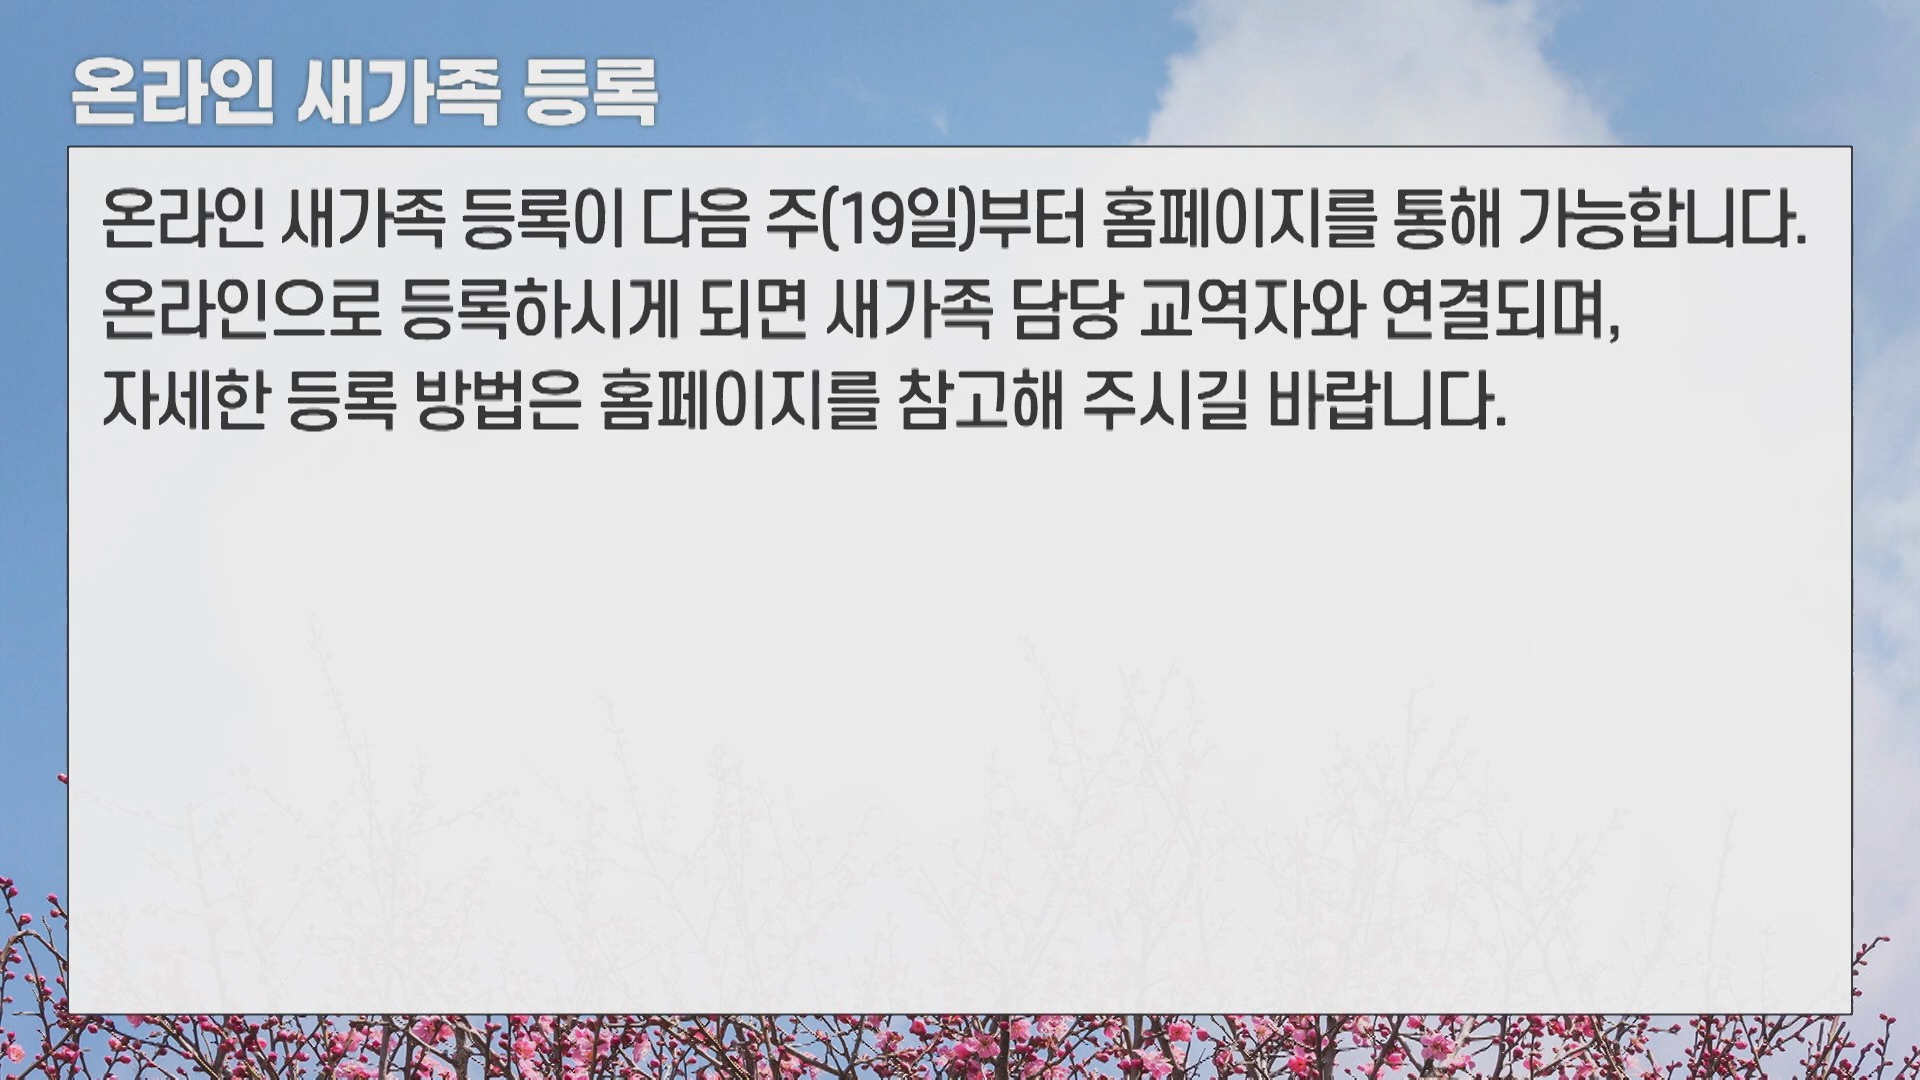 온라인 새가족 등록
온라인 새가족 등록이 다음 주(19일)부터 홈페이지를 통해 가능합니다.
온라인으로 등록하시게 되면 새가족 담당 교역자와 연결되며,
자세한 등록 방법은 홈페이지를 참고해 주시길 바랍니다.